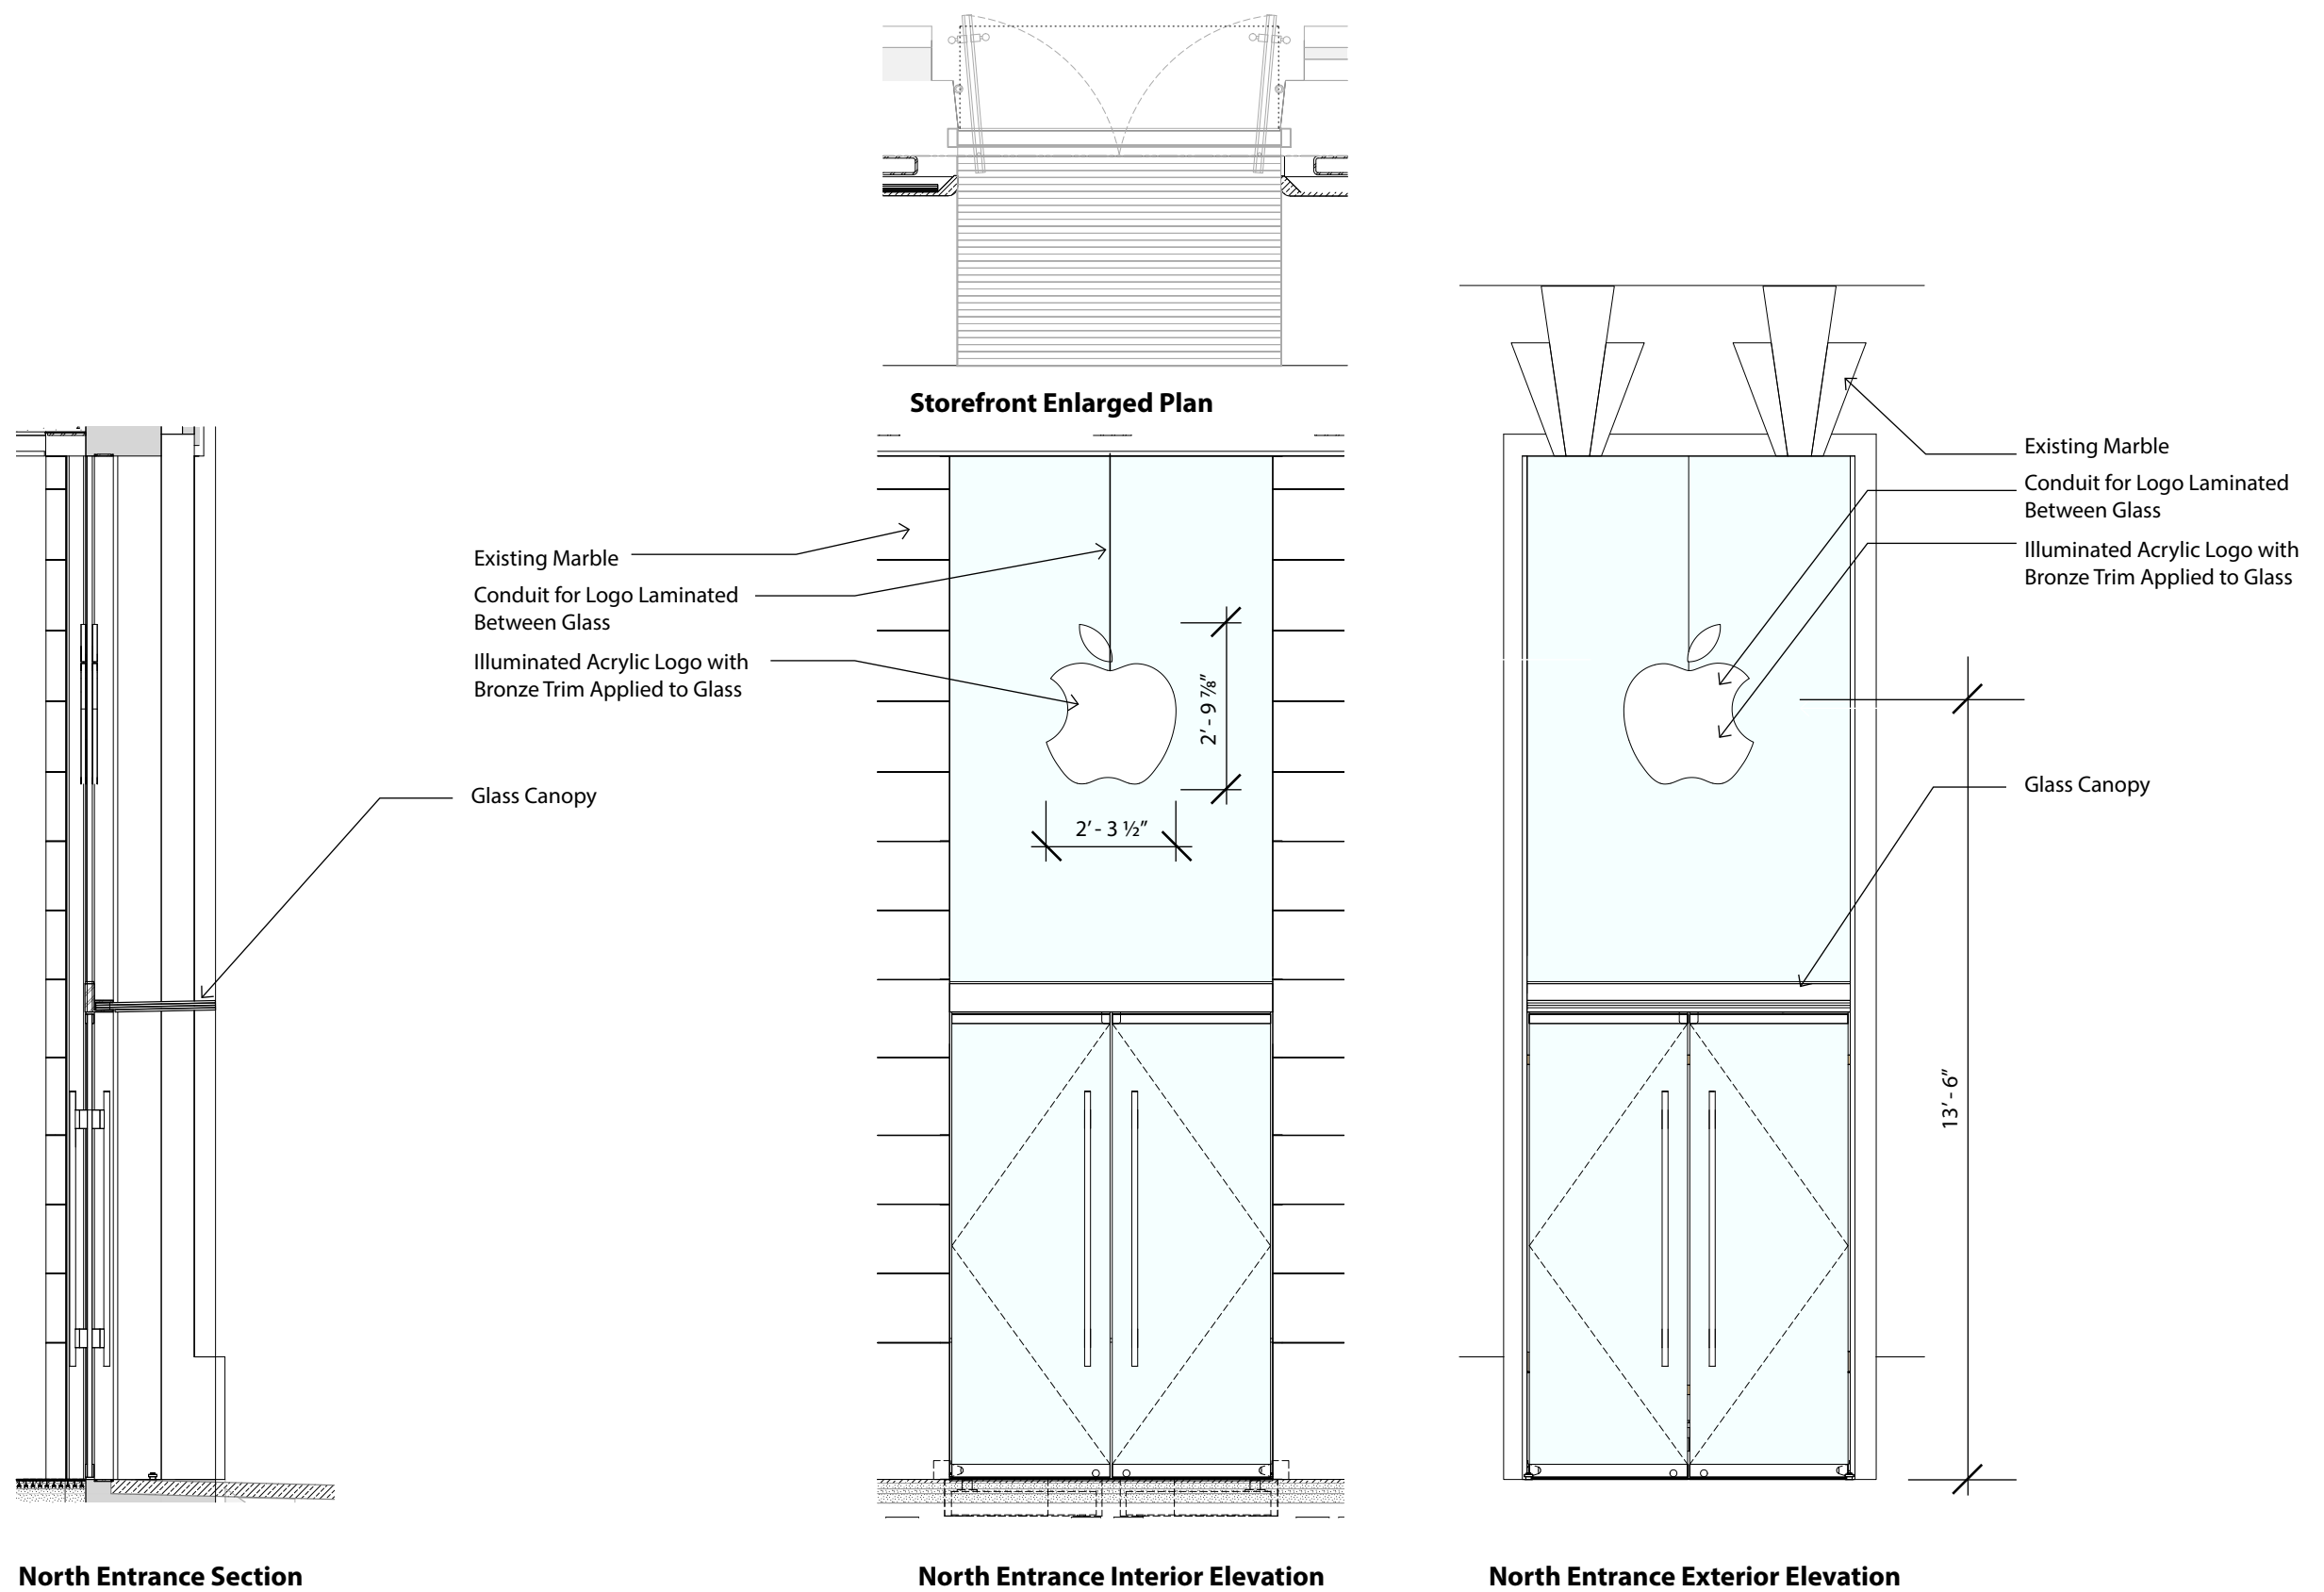 Storefront Enlarged Plan
Existing Marble
Conduit for Logo Laminated
Between Glass
Illuminated Acrylic Logo with
Bronze Trim Applied to Glass
Glass Canopy
2' - 9 ⅞"
2' - 3 ½"
Existing Marble
Conduit for Logo Laminated
Between Glass
Illuminated Acrylic Logo with
Bronze Trim Applied to Glass
Glass Canopy
13' - 6"
North Entrance Section
North Entrance Interior Elevation
North Entrance Exterior Elevation